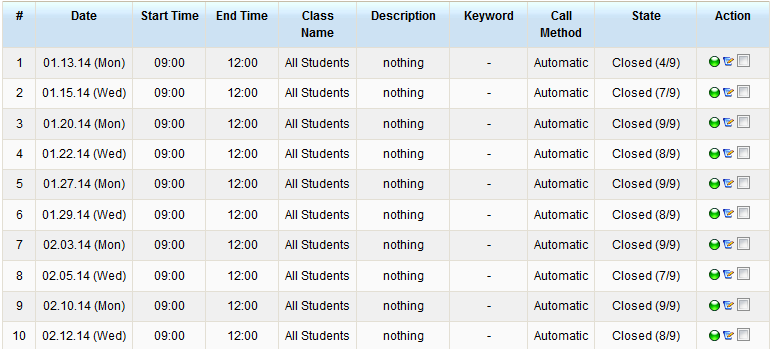 # Date Start Time End Time Class Name Description Keyword Call Method State Action
1 01.13.14 (Mon) 09:00 12:00 All Students nothing - Automatic Closed (4/9)
2 01.15.14 (Wed) 09:00 12:00 All Students nothing - Automatic Closed (7/9)
3 01.20.14 (Mon) 09:00 12:00 All Students nothing - Automatic Closed (9/9)
4 01.22.14 (Wed) 09:00 12:00 All Students nothing - Automatic Closed (8/9)
5 01.27.14 (Mon) 09:00 12:00 All Students nothing - Automatic Closed (9/9)
6 01.29.14 (Wed) 09:00 12:00 All Students nothing - Automatic Closed (8/9)
7 02.03.14 (Mon) 09:00 12:00 All Students nothing - Automatic Closed (9/9)
8 02.05.14 (Wed) 09:00 12:00 All Students nothing - Automatic Closed (7/9)
9 02.10.14 (Mon) 09:00 12:00 All Students nothing - Automatic Closed (9/9)
10 02.12.14 (Wed) 09:00 12:00 All Students nothing - Automatic Closed (8/9)